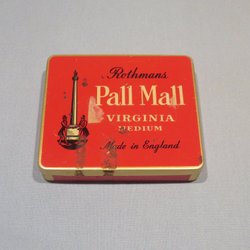 Rothmans
Pall Mall
VIRGINIA
MEDIUM
Made in England